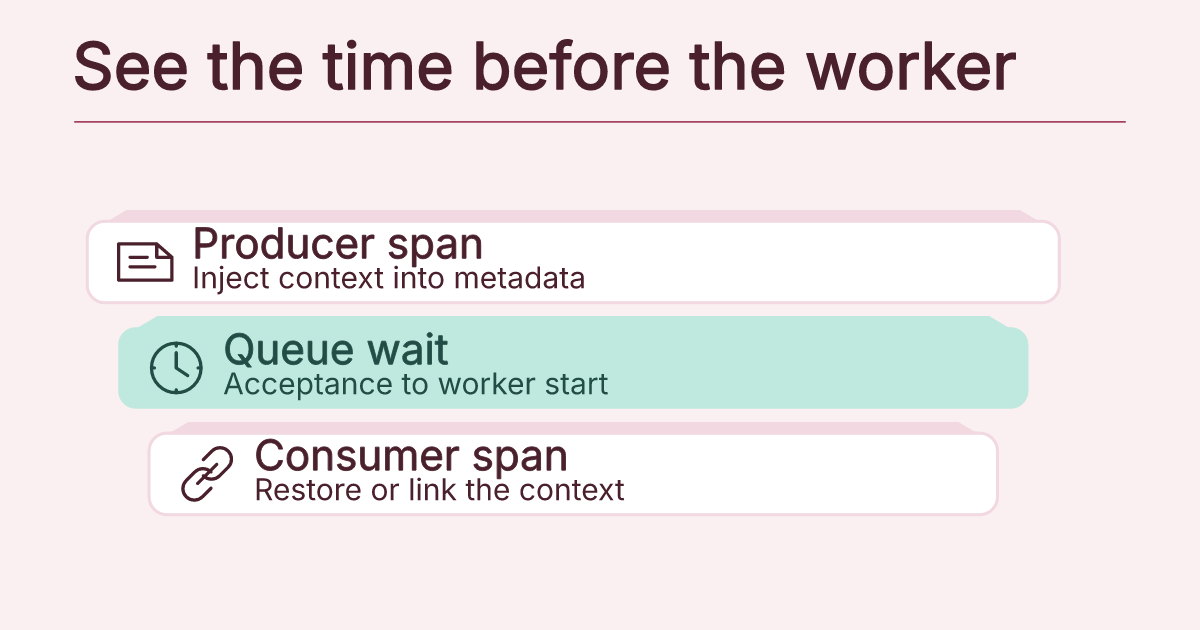 See the time before the worker
Producer span
Inject context into metadata
Queue wait
Acceptance to worker start
Consumer span
Restore or link the context